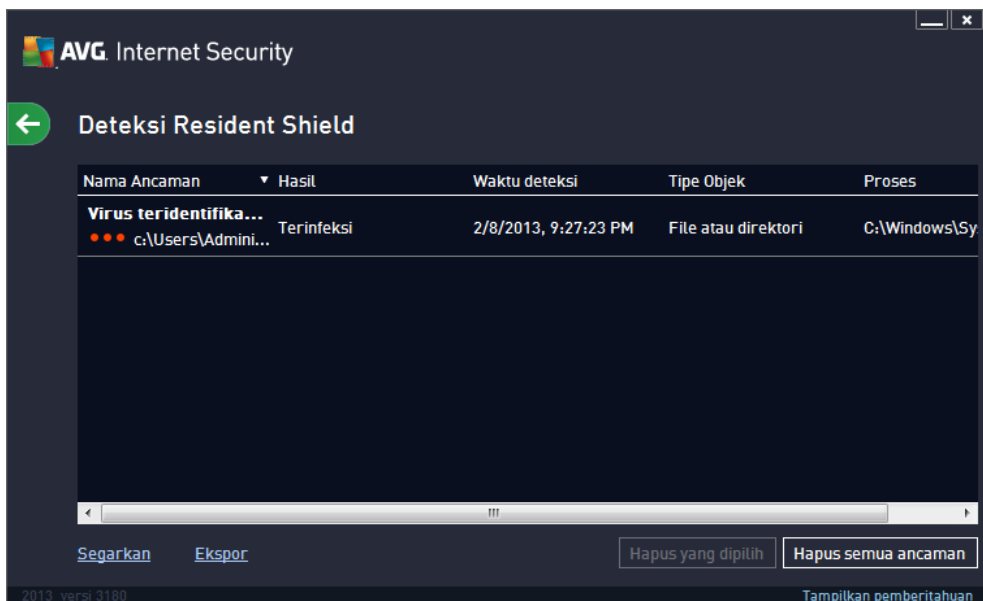 AVG. Internet Security
Deteksi Resident Shield
Nama Ancaman Hasil Waktu deteksi Tipe Objek Proses
Virus teridentifika...
c:\Users\Admini... Terinfeksi 2/8/2013, 9:27:23 PM File atau direktori C:\Windows\Sy
Segarkan Ekspor Hapus yang dipilih Hapus semua ancaman
2013 versi 3180 Tampilkan pemberitahuan